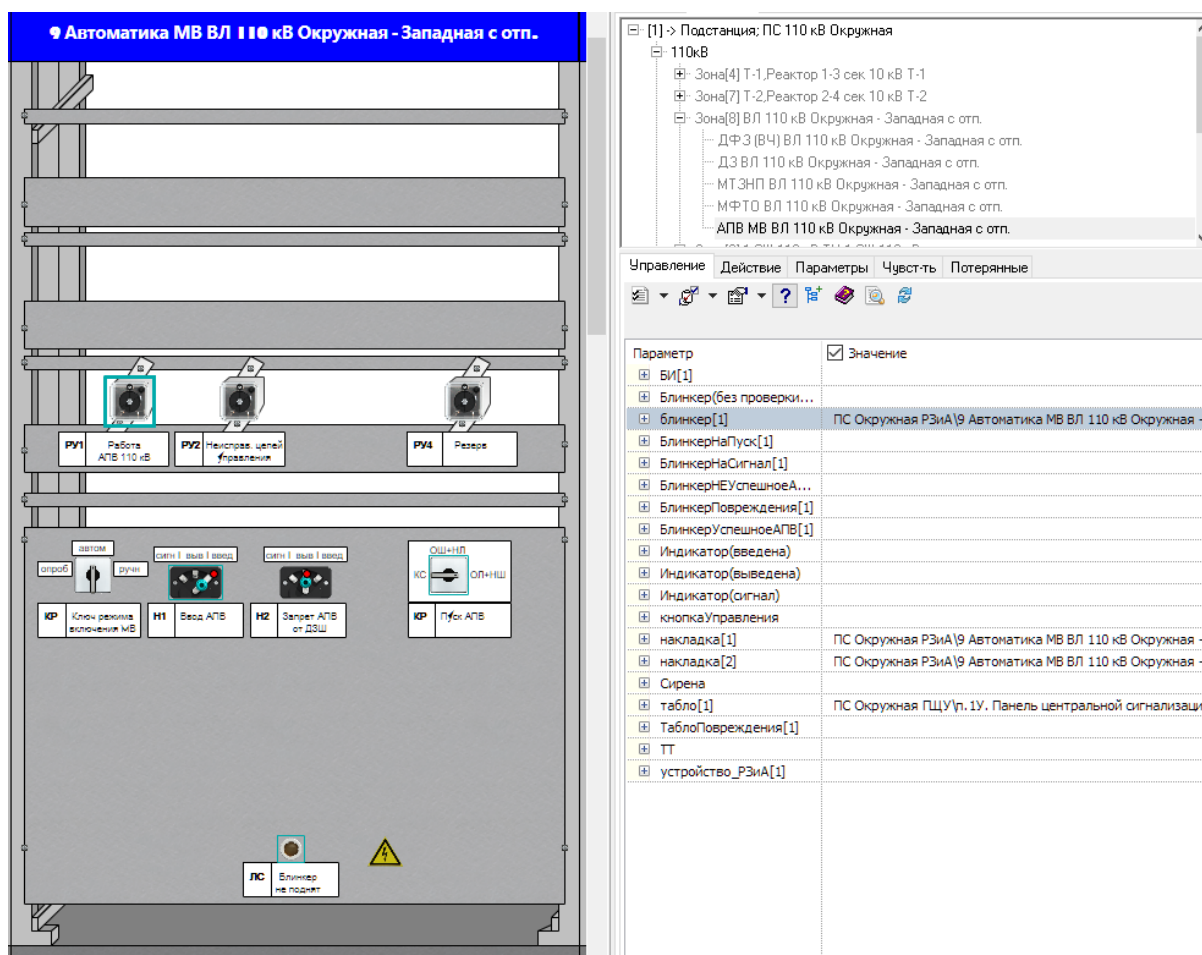 9 Автоматика МВ ВЛ 110 кВ Окружная - Западная с отп.
РУ1
Работа
АПВ 110 кВ
РУ2
Неисправ. цепей
управления
РУ4
Резерв
опроб
автом
ручн
сигн I выв I введ
сигн I выв I введ
ОШ+НЛ
КС
ОЛ+НШ
КР
Ключ режима
включения МВ
Н1
Ввод АПВ
Н2
Запрет АПВ
от ДЗШ
КР
Пуск АПВ
ЛС
Блинкер
не поднят
[1] -> Подстанция; ПС 110 кВ Окружная
110кВ
Зона[4] Т-1,Реактор 1-3 сек 10 кВ Т-1
Зона[7] Т-2,Реактор 2-4 сек 10 кВ Т-2
Зона[8] ВЛ 110 кВ Окружная - Западная с отп.
ДФЗ (ВЧ) ВЛ 110 кВ Окружная - Западная с отп.
ДЗ ВЛ 110 кВ Окружная - Западная с отп.
МТЗНП ВЛ 110 кВ Окружная - Западная с отп.
МФТО ВЛ 110 кВ Окружная - Западная с отп.
АПВ МВ ВЛ 110 кВ Окружная - Западная с отп.
Управление Действие Параметры Чувст-ть Потерянные
Параметр Значение
БИ[1]
Блинкер(без проверки...
блинкер[1] ПС Окружная РЗиА\9 Автоматика МВ ВЛ 110 кВ Окружная -
БлинкерНаПуск[1]
БлинкерНаСигнал[1]
БлинкерНЕУспешноеА...
БлинкерПовреждения[1]
БлинкерУспешноеАПВ[1]
Индикатор(введена)
Индикатор(выведена)
Индикатор(сигнал)
кнопкаУправления
накладка[1] ПС Окружная РЗиА\9 Автоматика МВ ВЛ 110 кВ Окружная -
накладка[2] ПС Окружная РЗиА\9 Автоматика МВ ВЛ 110 кВ Окружная -
Сирена
табло[1] ПС Окружная ПЩУ\п.1У. Панель центральной сигнализаци
ТаблоПовреждения[1]
ТТ
устройство_РЗиА[1]